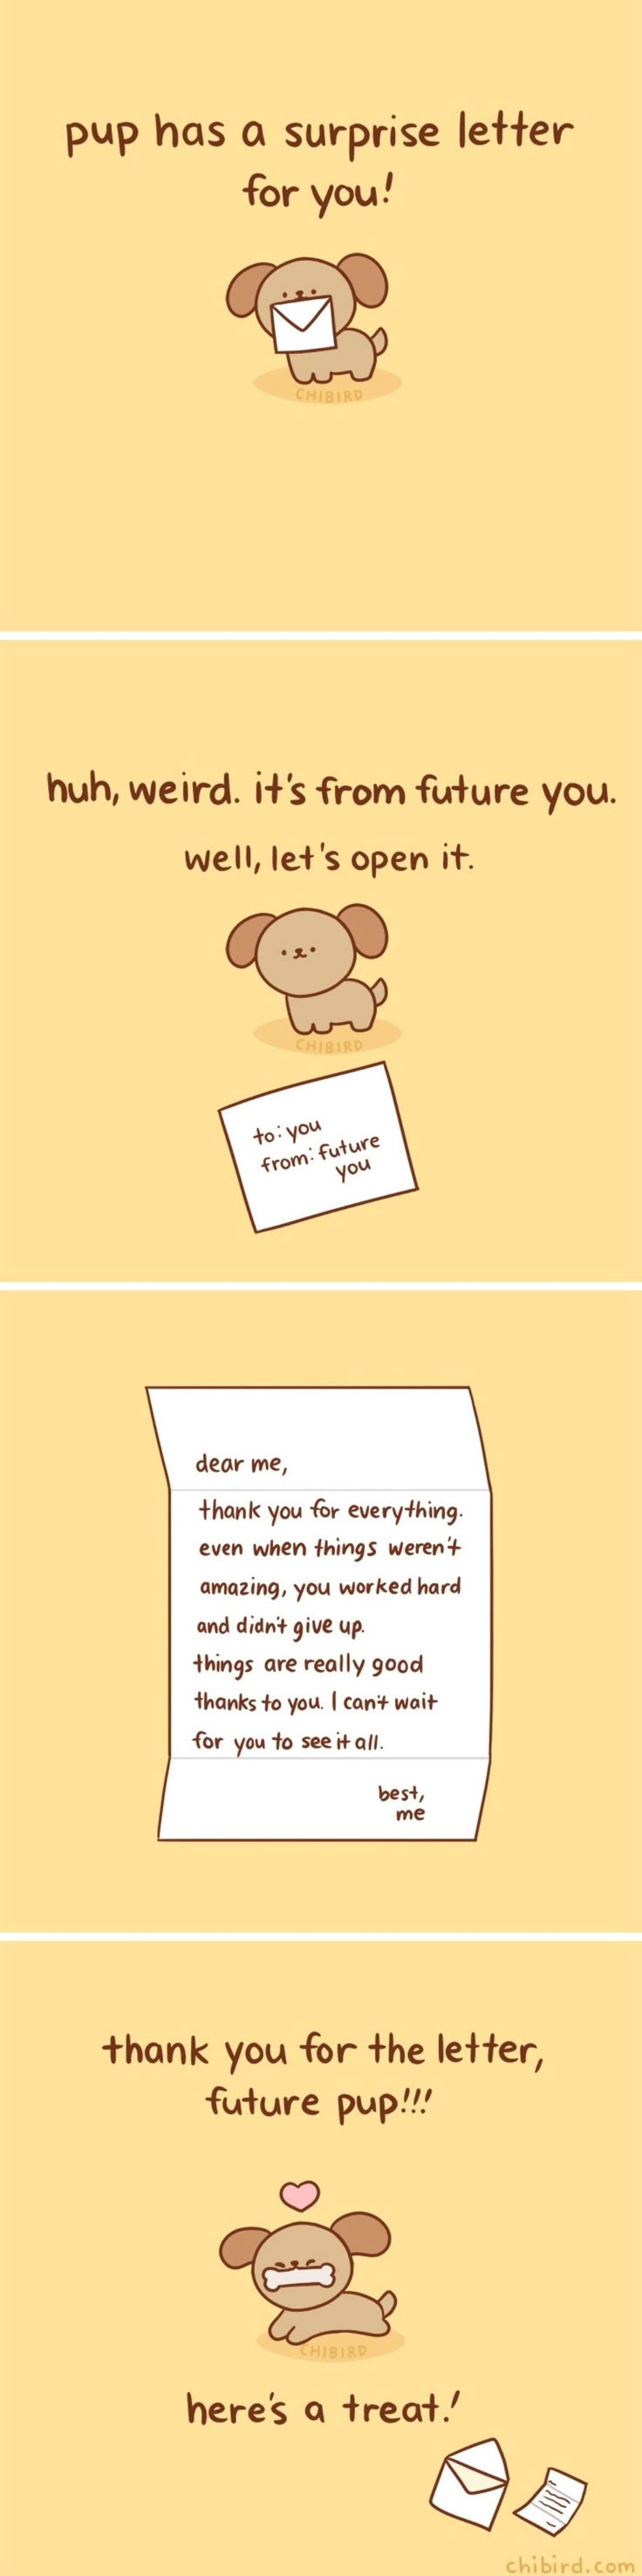 pup has a surprise letter
for you!
CHIBIRD
huh, weird. it's from future you.
well, let's open it.
CHIBIRD
to: you
from: future
you
dear me,
thank you for everything.
even when things weren't
amazing, you worked hard
and didn't give up.
things are really good
thanks to you. I can't wait
for you to see it all.
best,
me
thank you for the letter,
future pup!!!
CHIBIRD
here's a treat!
chibird.com